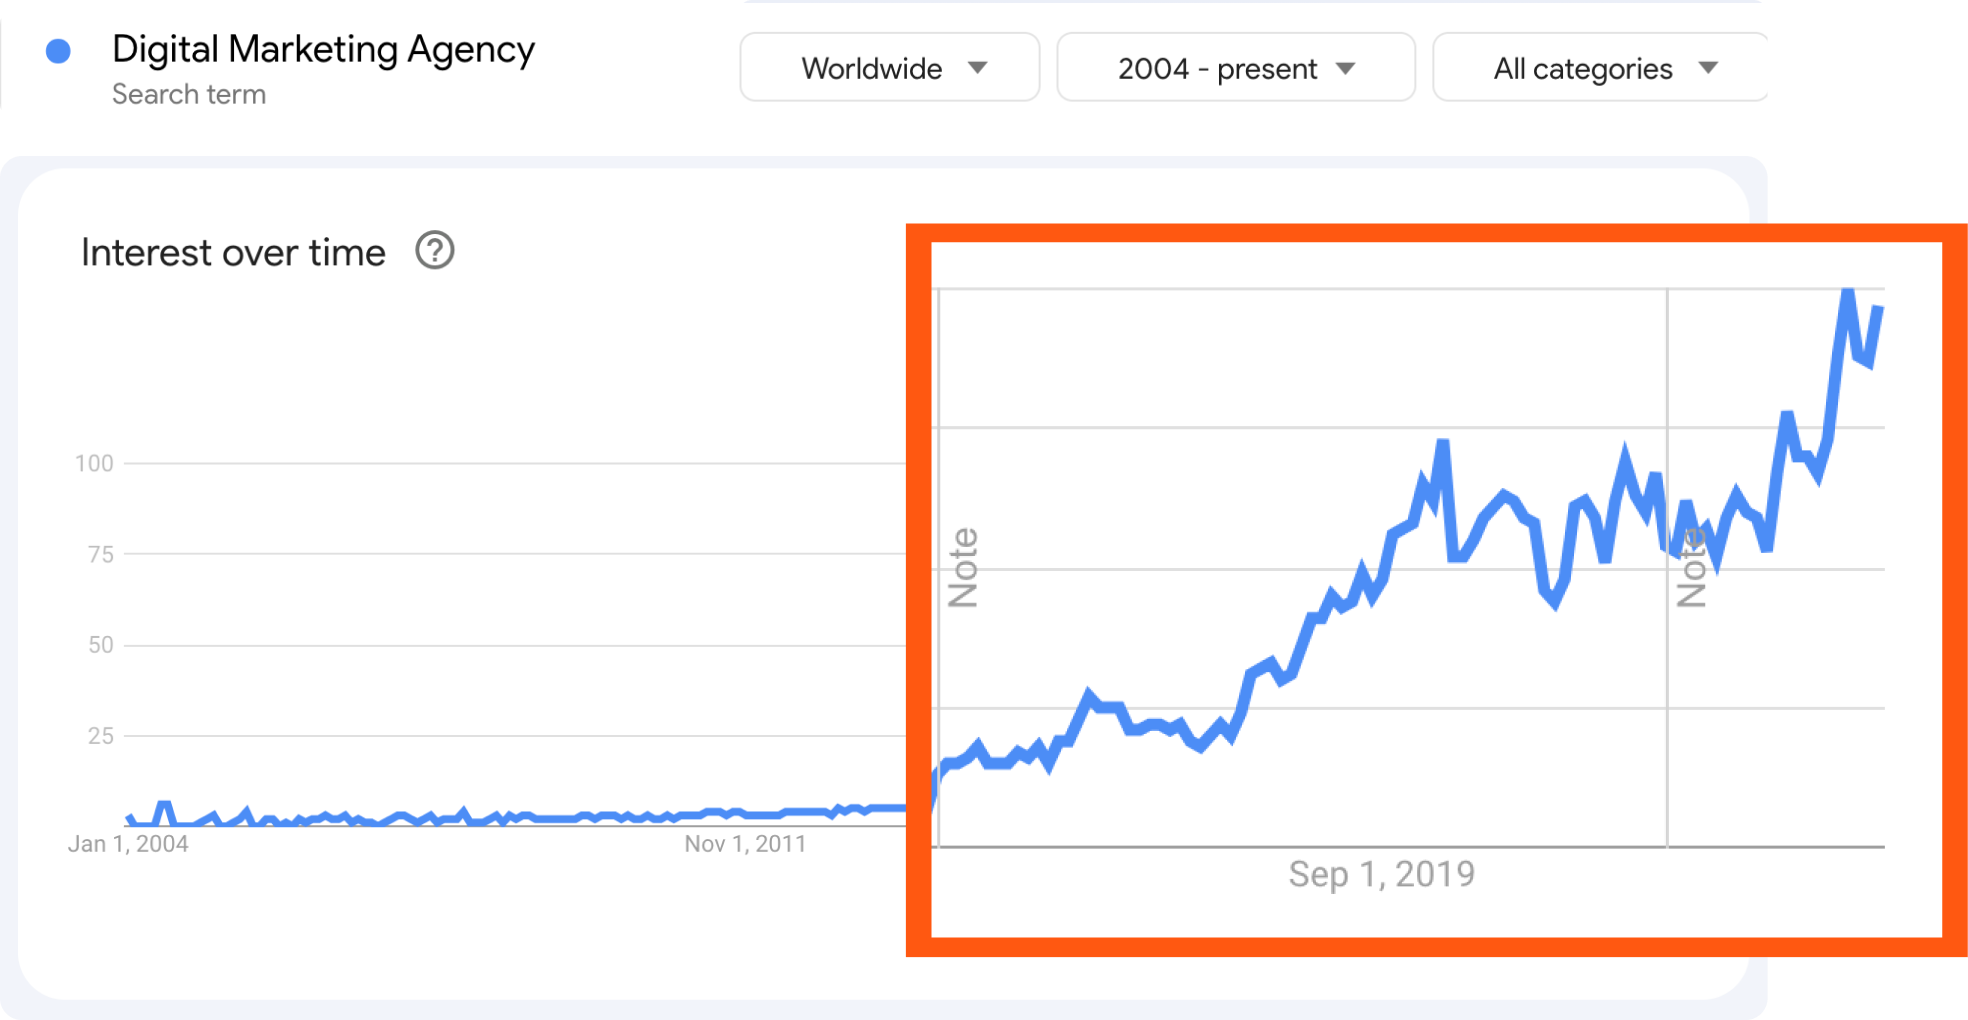 Digital Marketing Agency
Search term
Worldwide
2004 - present
All categories
Interest over time
?
100
75
50
25
Jan 1, 2004
Nov 1, 2011
Note
Note
Sep 1, 2019